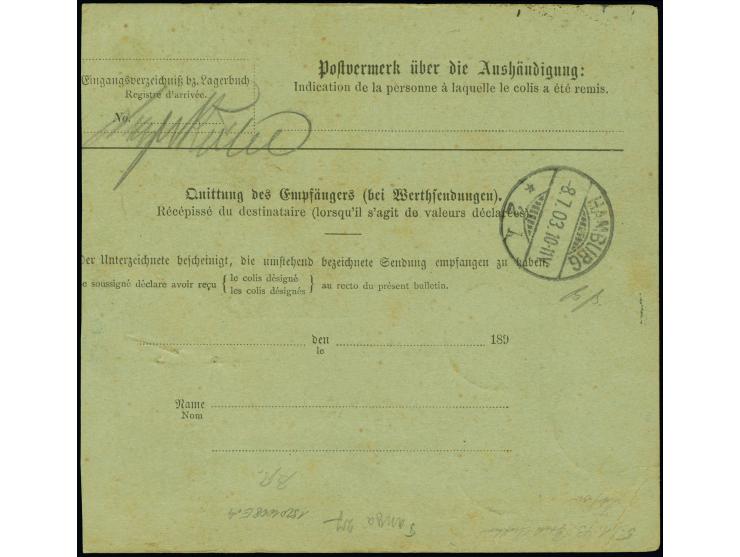 Eingangsverzeichniß bz. Lagerbuch
Registre d'arrivée.
No.
Postvermerk über die Aushändigung:
Indication de la personne à laquelle le colis a été remis.
Quittung des Empfängers (bei Werthsendungen).
Récépissé du destinataire (lorsqu'il s'agit de valeurs déclarées)
HAMBURG
-8.7.03.10-11V.
* 1.
der Unterzeichnete bescheinigt, die umstehend bezeichnete Sendung empfangen zu haben.
e soussigné déclare avoir reçu { le colis désigné
les colis désignés } au recto du présent bulletin.
den 189
le
Name
Nom